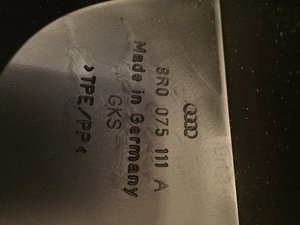 8R0 075 111 A
Made in Germany
GKS
>TPE/PP<